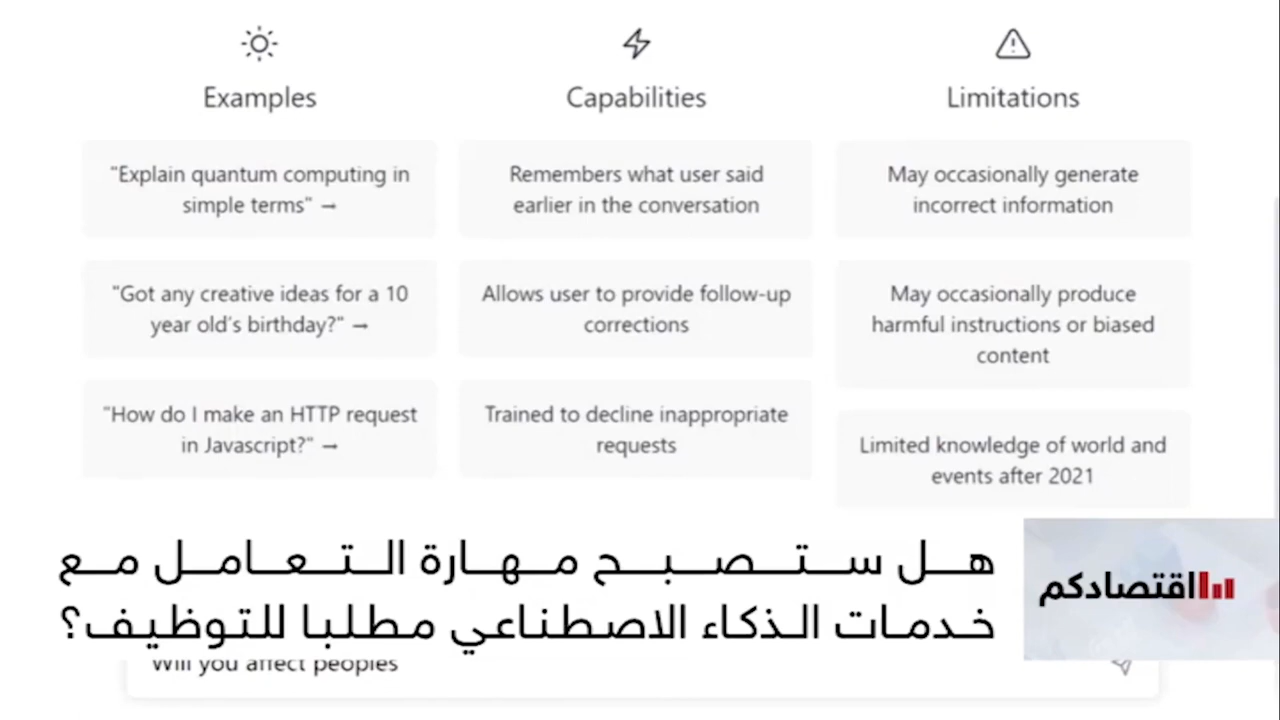 Examples
"Explain quantum computing in
simple terms" →
"Got any creative ideas for a 10
year old's birthday?" →
"How do I make an HTTP request
in Javascript?" →
Capabilities
Remembers what user said
earlier in the conversation
Allows user to provide follow-up
corrections
Trained to decline inappropriate
requests
Limitations
May occasionally generate
incorrect information
May occasionally produce
harmful instructions or biased
content
Limited knowledge of world and
events after 2021
هل ستصبح مهارة التعامل مع
خدمات الذكاء الاصطناعي مطلبا للتوظيف؟
اقتصادكم
Will you affect peoples